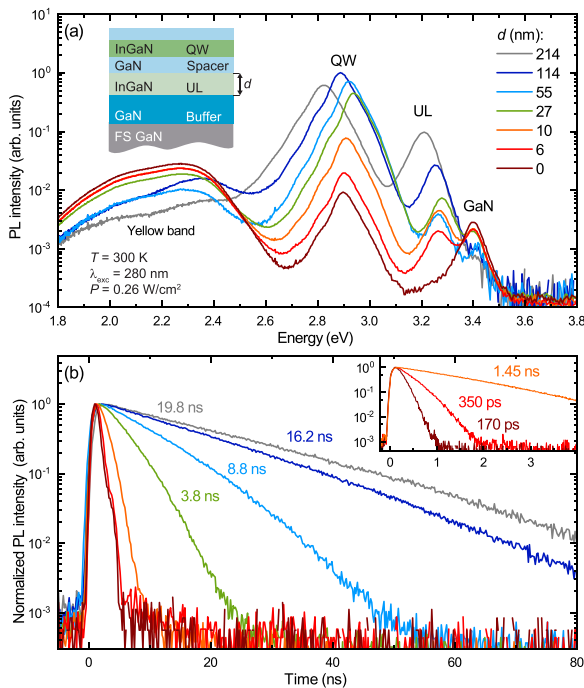 (a)
InGaN QW
GaN Spacer
InGaN UL d
GaN Buffer
FS GaN
QW
UL
GaN
d (nm):
214
114
55
27
10
6
0
Yellow band
T = 300 K
λexc = 280 nm
P = 0.26 W/cm²
PL intensity (arb. units)
10¹
10⁰
10⁻¹
10⁻²
10⁻³
10⁻⁴
1.8 2.0 2.2 2.4 2.6 2.8 3.0 3.2 3.4 3.6 3.8
Energy (eV)
(b)
19.8 ns
16.2 ns
8.8 ns
3.8 ns
Normalized PL intensity (arb. units)
10⁰
10⁻¹
10⁻²
10⁻³
0 20 40 60 80
Time (ns)
10⁰
10⁻¹
10⁻²
10⁻³
1.45 ns
350 ps
170 ps
0 1 2 3